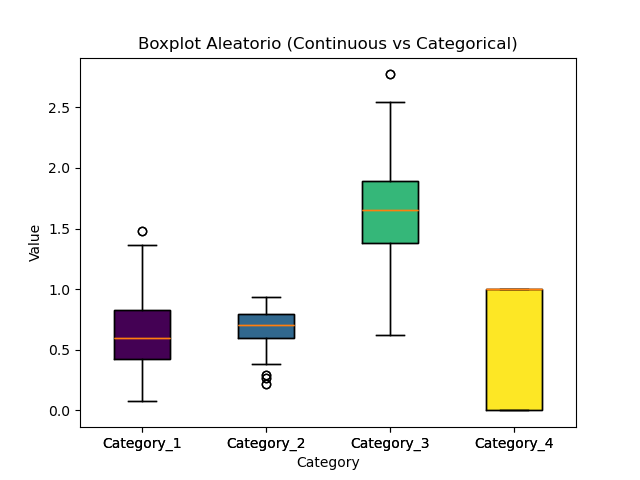 Boxplot Aleatorio (Continuous vs Categorical)
Value
2.5
2.0
1.5
1.0
0.5
0.0
Category_1 Category_2 Category_3 Category_4
Category